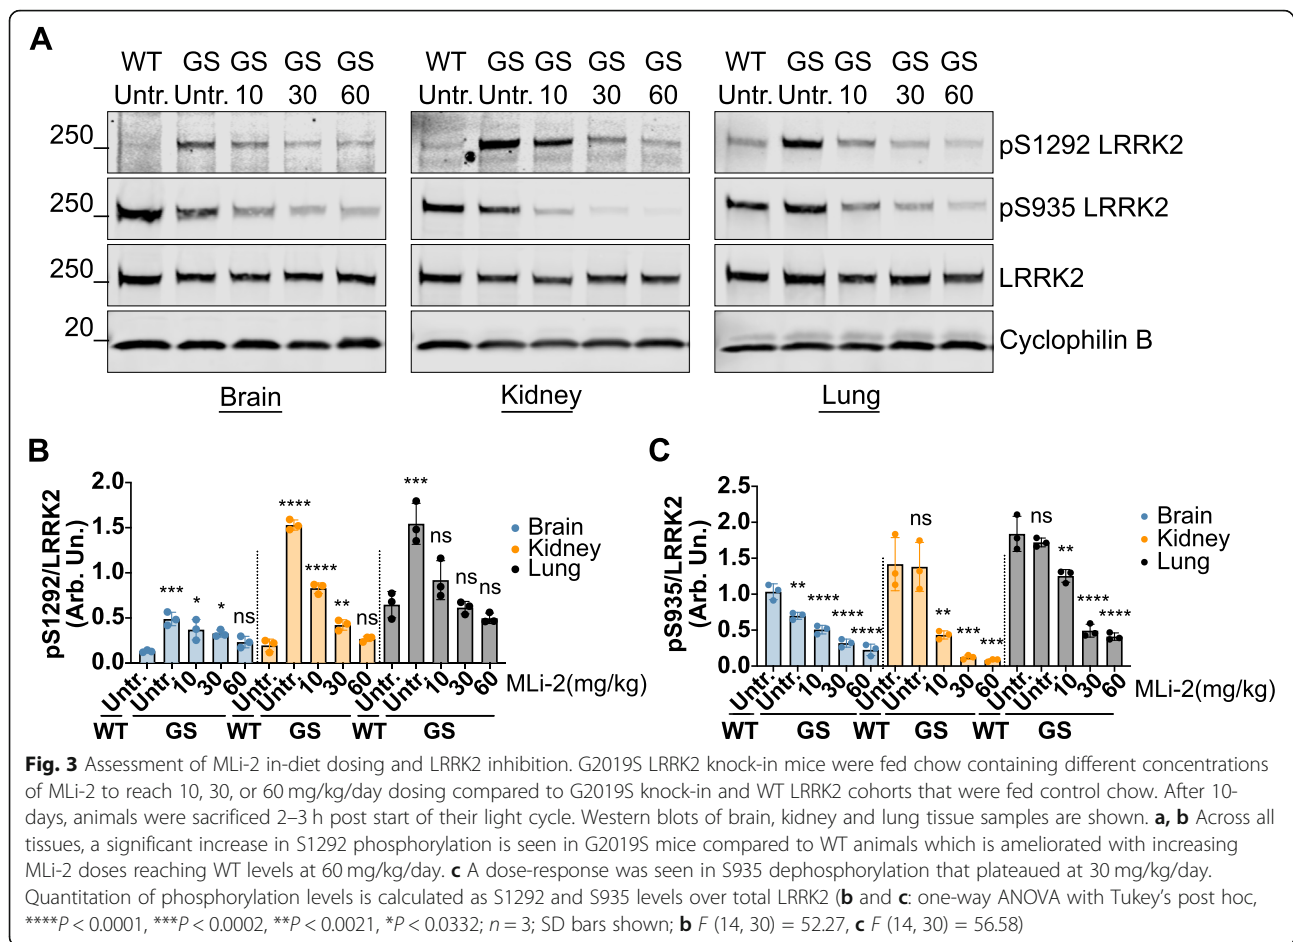 A
WT GS GS GS GS
Untr. Untr. 10 30 60
WT GS GS GS GS
Untr. Untr. 10 30 60
WT GS GS GS GS
Untr. Untr. 10 30 60
250
pS1292 LRRK2
250
pS935 LRRK2
250
LRRK2
20
Cyclophilin B
Brain
Kidney
Lung
B
pS1292/LRRK2
(Arb. Un.)
2.0
1.5
1.0
0.5
0.0
*** * * ns
**** **** ** ns
*** ns ns ns
Brain
Kidney
Lung
Untr. Untr. 10 30 60 Untr. Untr. 10 30 60 Untr. Untr. 10 30 60
MLi-2(mg/kg)
WT GS WT GS WT GS
C
pS935/LRRK2
(Arb. Un.)
2.5
2.0
1.5
1.0
0.5
0.0
** **** **** ****
ns ** *** ***
ns ** **** ****
Brain
Kidney
Lung
Untr. Untr. 10 30 60 Untr. Untr. 10 30 60 Untr. Untr. 10 30 60
MLi-2(mg/kg)
WT GS WT GS WT GS
Fig. 3 Assessment of MLi-2 in-diet dosing and LRRK2 inhibition. G2019S LRRK2 knock-in mice were fed chow containing different concentrations
of MLi-2 to reach 10, 30, or 60 mg/kg/day dosing compared to G2019S knock-in and WT LRRK2 cohorts that were fed control chow. After 10-
days, animals were sacrificed 2–3 h post start of their light cycle. Western blots of brain, kidney and lung tissue samples are shown. a, b Across all
tissues, a significant increase in S1292 phosphorylation is seen in G2019S mice compared to WT animals which is ameliorated with increasing
MLi-2 doses reaching WT levels at 60 mg/kg/day. c A dose-response was seen in S935 dephosphorylation that plateaued at 30 mg/kg/day.
Quantitation of phosphorylation levels is calculated as S1292 and S935 levels over total LRRK2 (b and c: one-way ANOVA with Tukey's post hoc,
****P < 0.0001, ***P < 0.0002, **P < 0.0021, *P < 0.0332; n = 3; SD bars shown; b F (14, 30) = 52.27, c F (14, 30) = 56.58)